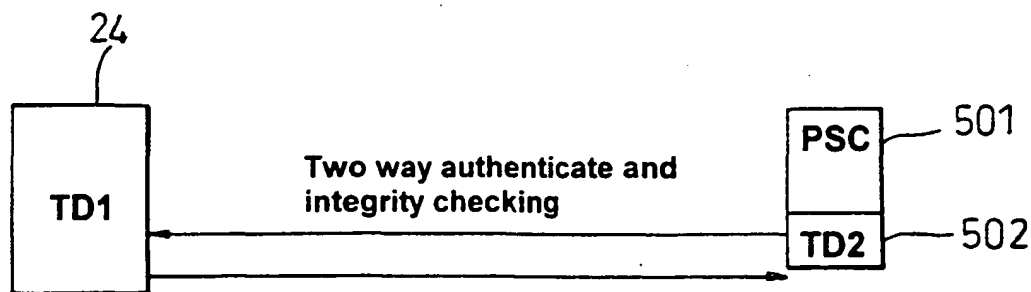 24
PSC
501
Two way authenticate and
integrity checking
TD1
TD2
502